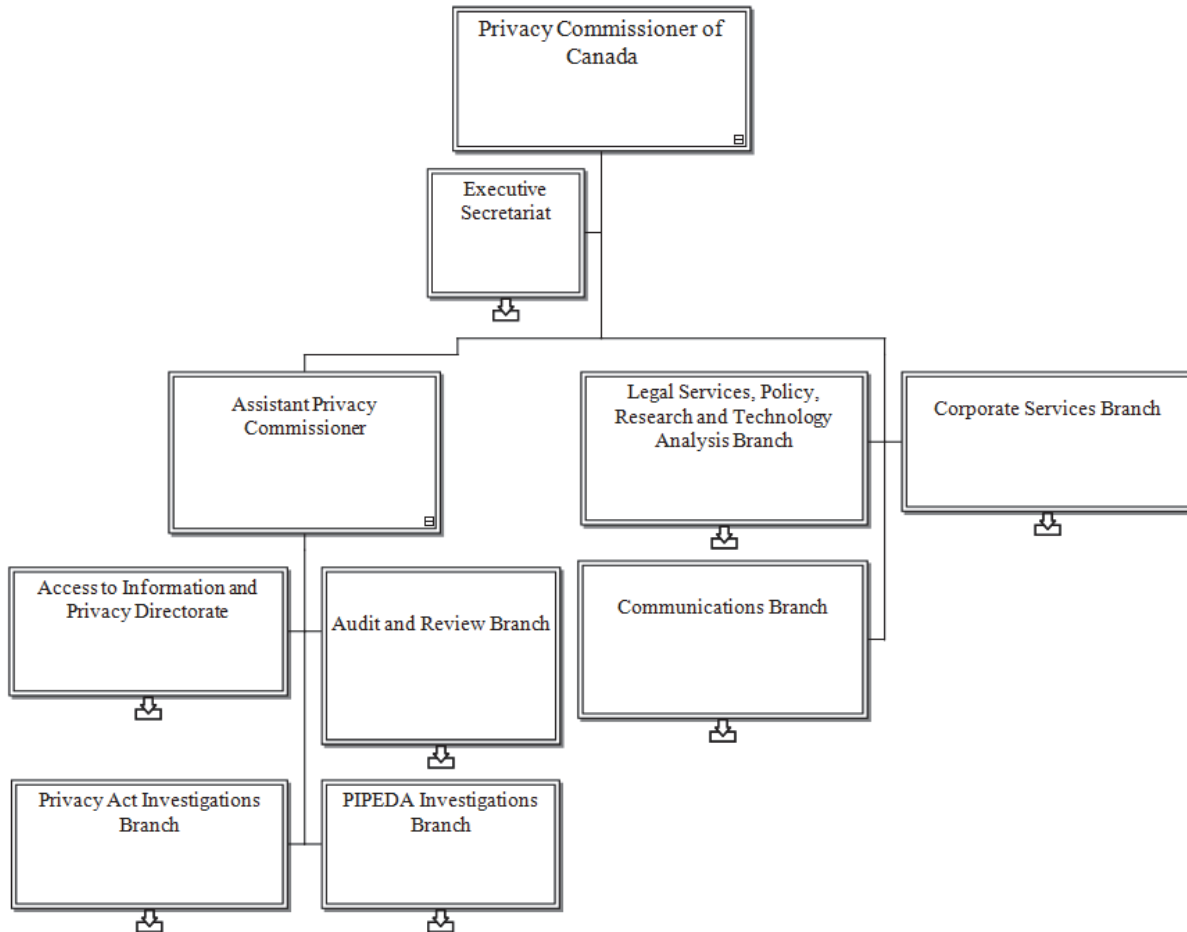 Privacy Commissioner of
Canada
Executive
Secretariat
Assistant Privacy
Commissioner
Legal Services, Policy,
Research and Technology
Analysis Branch
Corporate Services Branch
Access to Information and
Privacy Directorate
Audit and Review Branch
Communications Branch
Privacy Act Investigations
Branch
PIPEDA Investigations
Branch